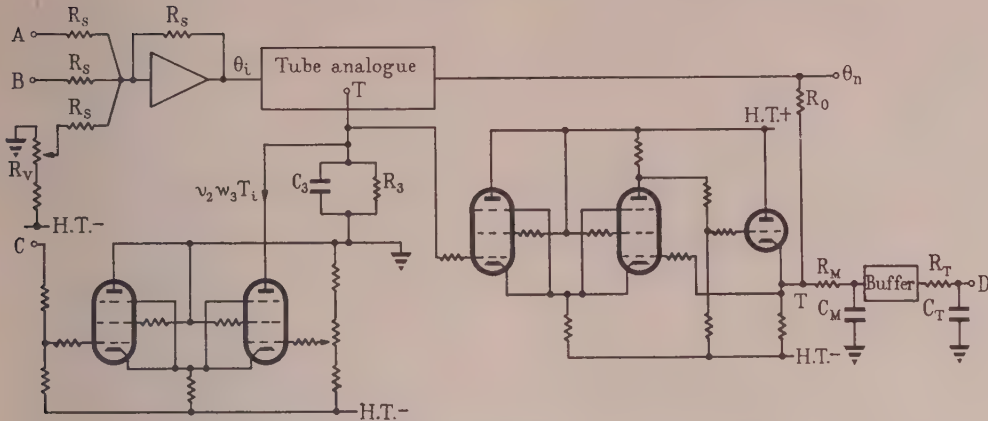 A
R_S
R_S
B
R_S
R_S
θ_i
Tube analogue
T
θ_n
R_O
H.T.+
R_V
H.T.-
C
ν_2 w_3 T_i
C_3
R_3
H.T.-
R_M
Buffer
R_T
D
T
C_M
C_T
H.T.-